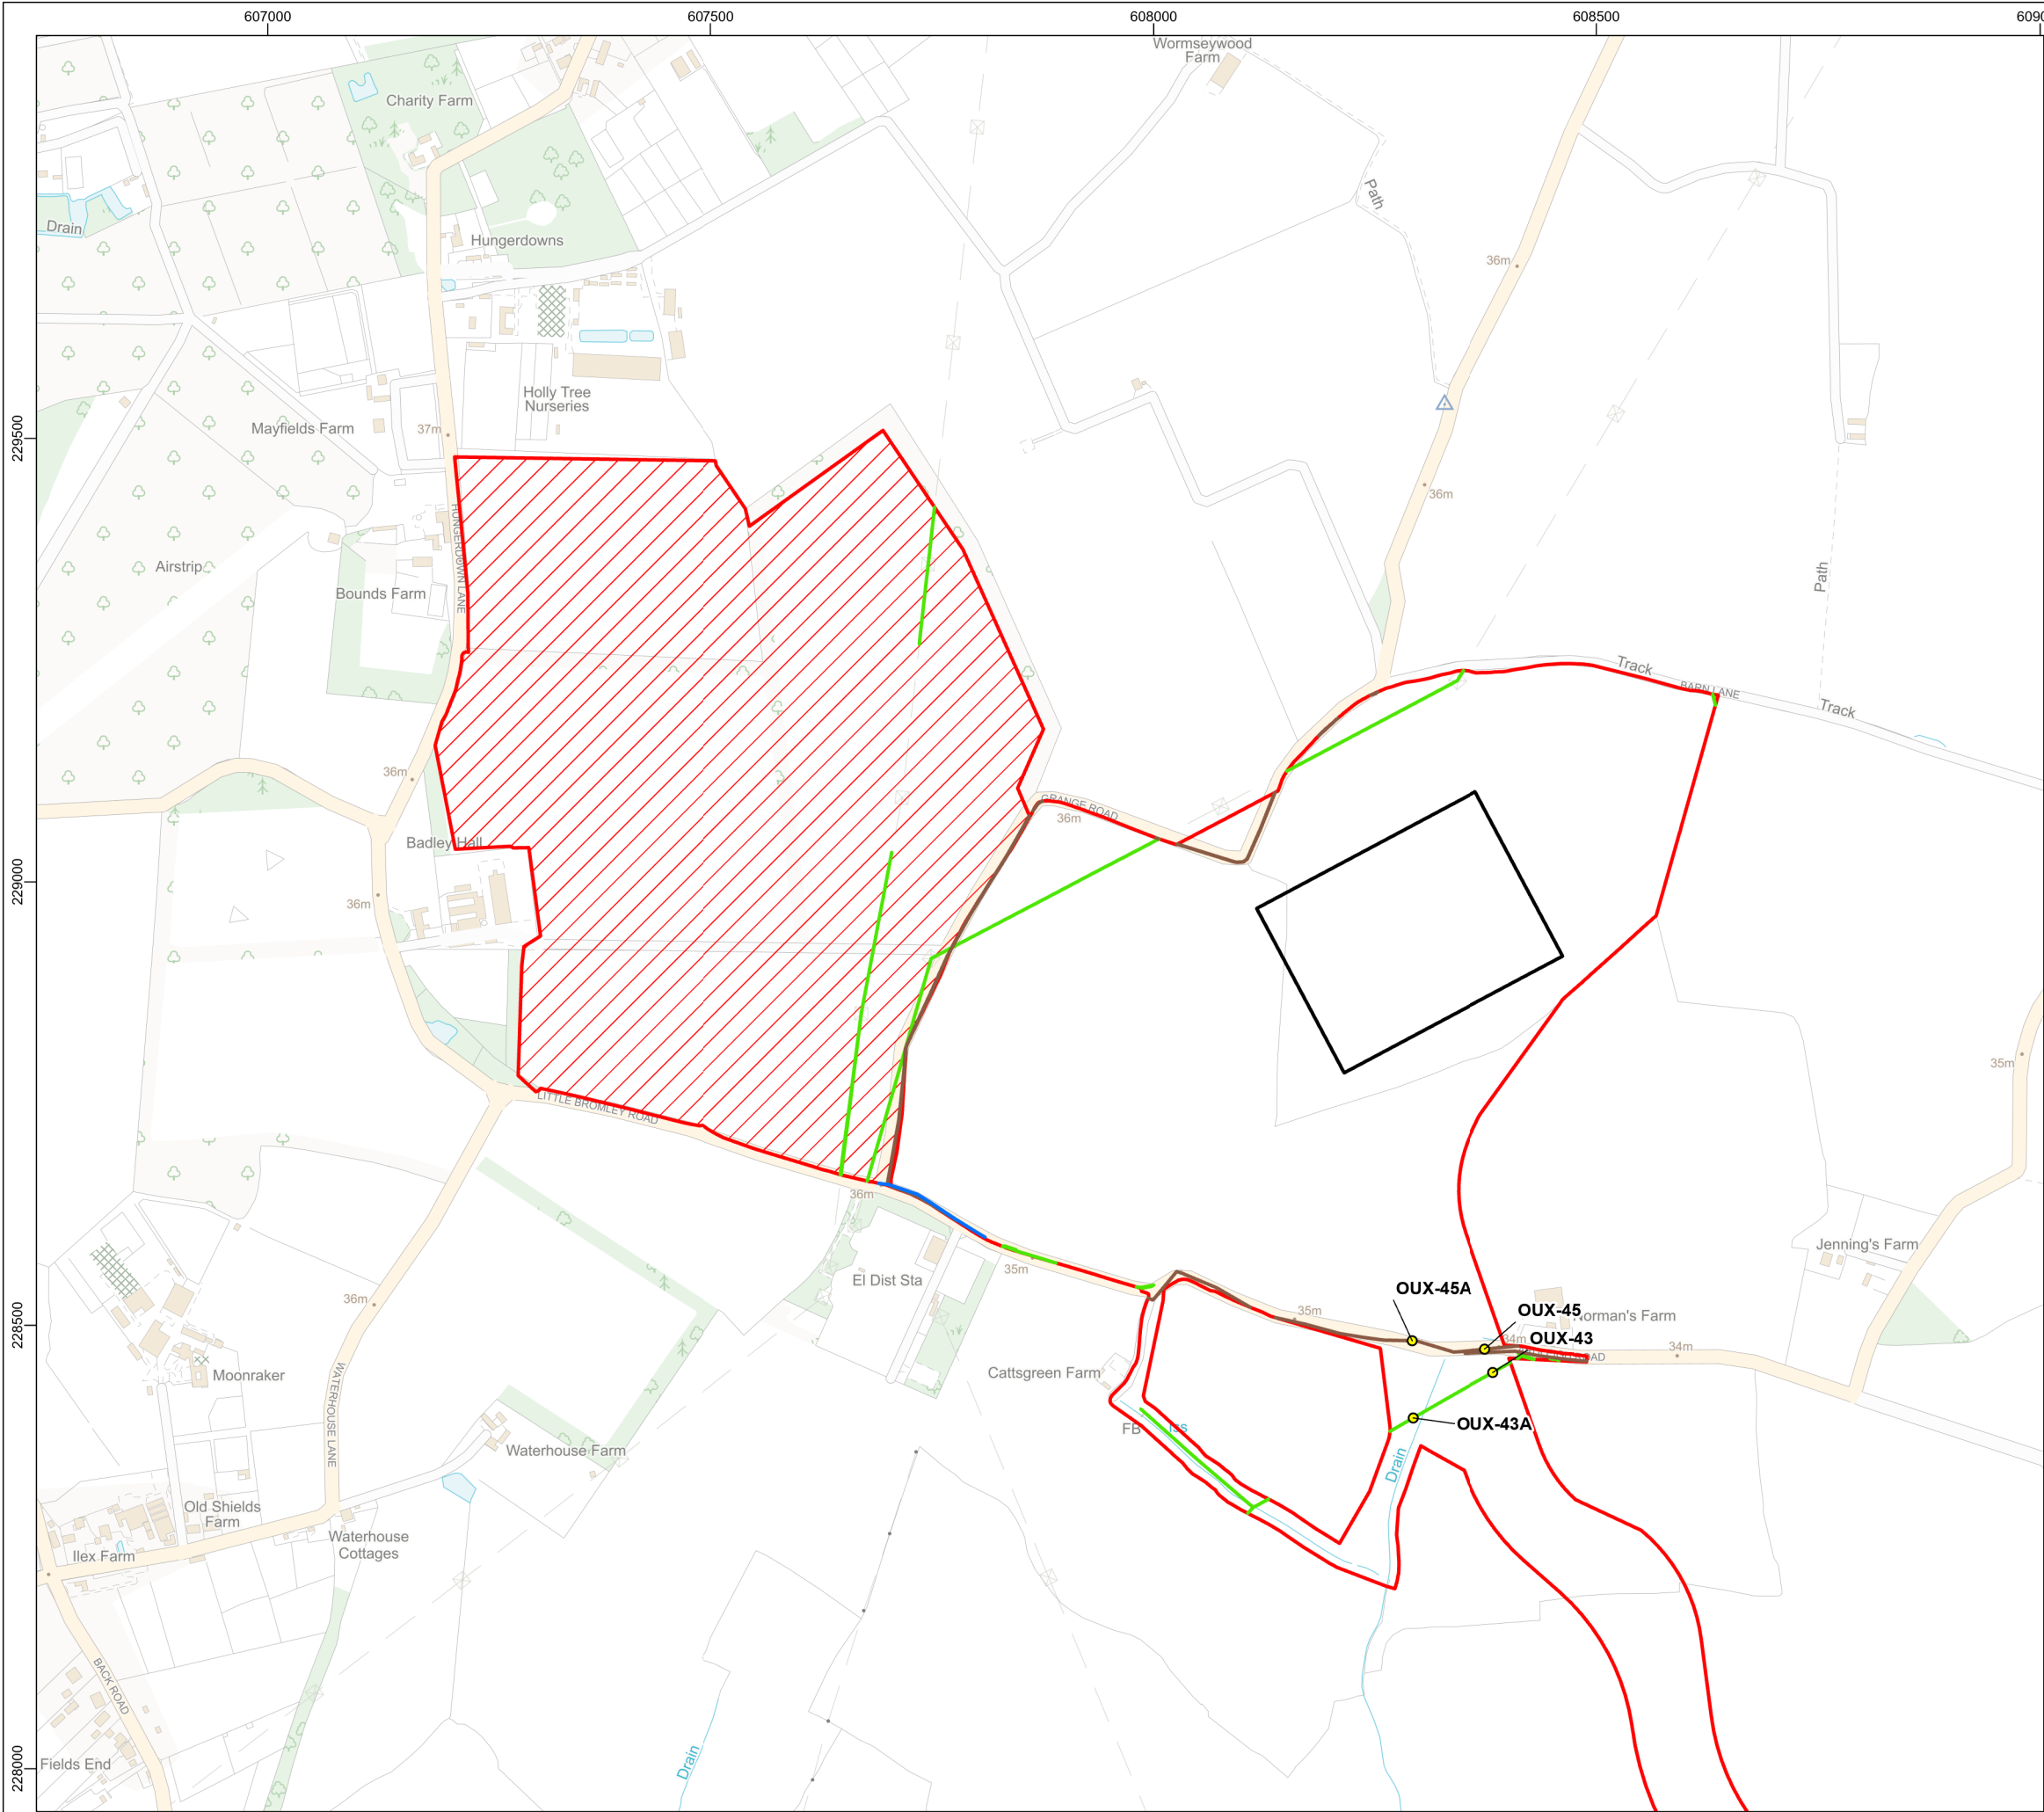 607000
607500
608000
608500
229500
229000
228500
228000
Wormseywood
Farm
Charity Farm
Path
Drain
Hungerdowns
36m
Holly Tree
Nurseries
37m
Mayfields Farm
36m
HUNGERDOWN LANE
Airstrip
Bounds Farm
Path
Track
BARN LANE
Track
36m
GRANGE ROAD
36m
Badley Hall
36m
35m
LITTLE BROMLEY ROAD
36m
35m
El Dist Sta
Jenning's Farm
36m
OUX-45A
35m
OUX-45
Norman's Farm
34m
OUX-43
ROAD
34m
Cattsgreen Farm
Moonraker
WATERHOUSE LANE
FB
Iss
OUX-43A
Waterhouse Farm
Drain
Old Shields
Farm
Waterhouse
Cottages
Ilex Farm
BACK ROAD
Drain
Fields End